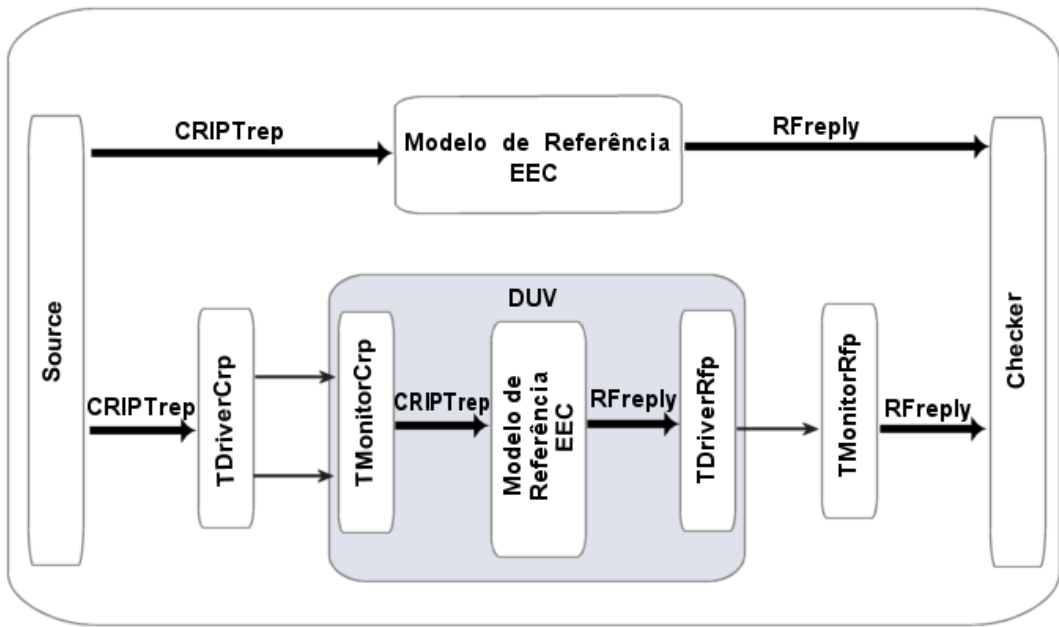 CRIPTrep
Modelo de Referência
EEC
RFreply
Source
Checker
DUV
CRIPTrep
TDriverCrp
TMonitorCrp
CRIPTrep
Modelo de
Referência
EEC
RFreply
TDriverRfp
TMonitorRfp
RFreply